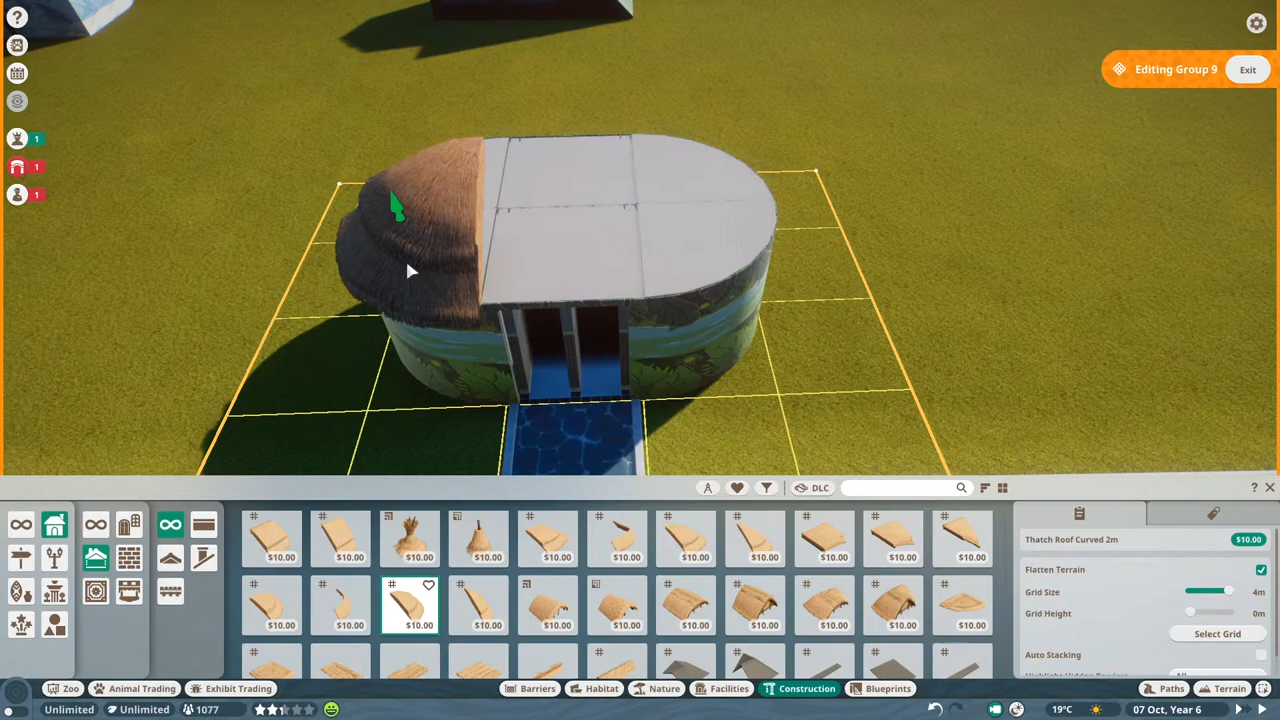 ?
Editing Group 9
Exit
1
1
1
DLC
?
$10.00 $10.00 $10.00 $10.00 $10.00 $10.00 $10.00 $10.00 $10.00 $10.00 $10.00
$10.00 $10.00 $10.00 $10.00 $10.00 $10.00 $10.00 $10.00 $10.00 $10.00 $10.00
Thatch Roof Curved 2m
$10.00
Flatten Terrain
Grid Size
4m
Grid Height
0m
Select Grid
Auto Stacking
Zoo
Animal Trading
Exhibit Trading
Barriers
Habitat
Nature
Facilities
Construction
Blueprints
Paths
Terrain
Unlimited
Unlimited
1077
19°C
07 Oct, Year 6